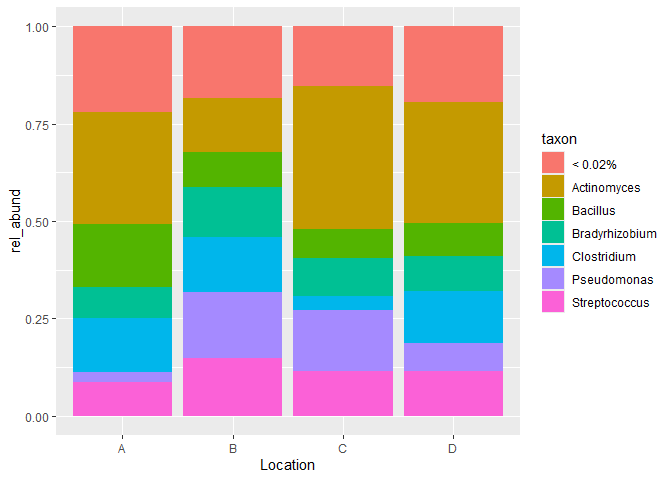 1.00
0.75
0.50
0.25
0.00
rel_abund
A B C D
Location
taxon
< 0.02%
Actinomyces
Bacillus
Bradyrhizobium
Clostridium
Pseudomonas
Streptococcus